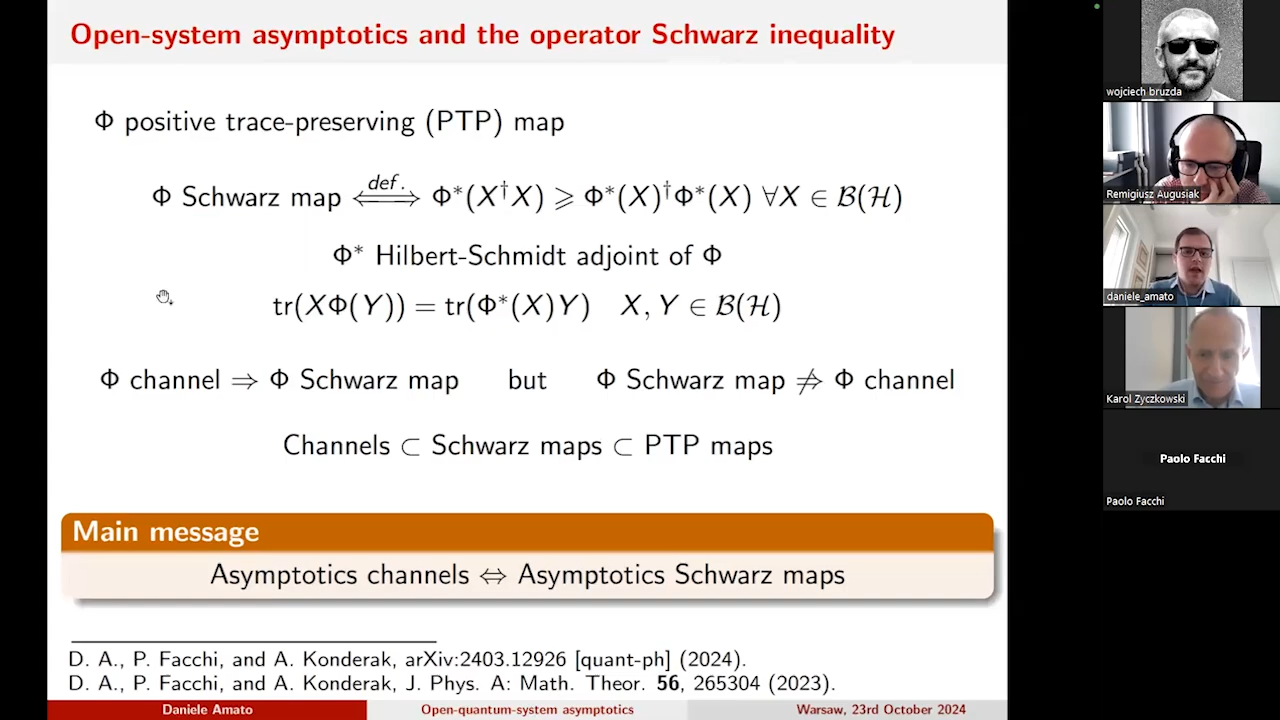 Open-system asymptotics and the operator Schwarz inequality
Φ positive trace-preserving (PTP) map
Φ Schwarz map ⟺ def. Φ*(X†X) ⩾ Φ*(X)†Φ*(X) ∀X ∈ 𝓑(𝓗)
Φ* Hilbert-Schmidt adjoint of Φ
tr(XΦ(Y)) = tr(Φ*(X)Y) X, Y ∈ 𝓑(𝓗)
Φ channel ⇒ Φ Schwarz map but Φ Schwarz map ⇏ Φ channel
Channels ⊂ Schwarz maps ⊂ PTP maps
Main message
Asymptotics channels ⇔ Asymptotics Schwarz maps
D. A., P. Facchi, and A. Konderak, arXiv:2403.12926 [quant-ph] (2024).
D. A., P. Facchi, and A. Konderak, J. Phys. A: Math. Theor. 56, 265304 (2023).
Daniele Amato Open-quantum-system asymptotics Warsaw, 23rd October 2024
wojciech bruzda
Remigiusz Augusiak
daniele_amato
Karol Zyczkowski
Paolo Facchi
Paolo Facchi